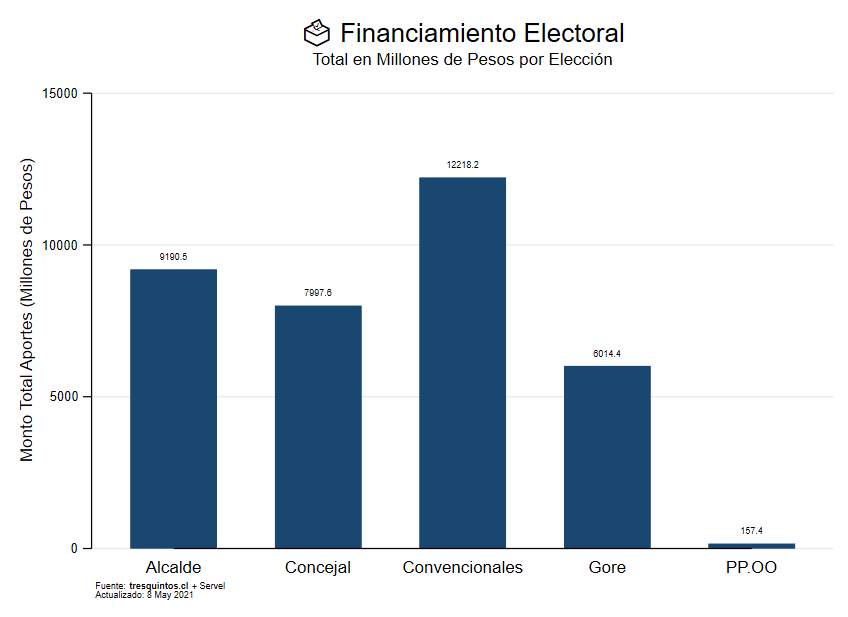 Financiamiento Electoral
Total en Millones de Pesos por Elección
Monto Total Aportes (Millones de Pesos)
15000
10000
5000
0
9190.5
7997.6
12218.2
6014.4
157.4
Alcalde
Concejal
Convencionales
Gore
PP.OO
Fuente: tresquintos.cl + Servel
Actualizado: 8 May 2021